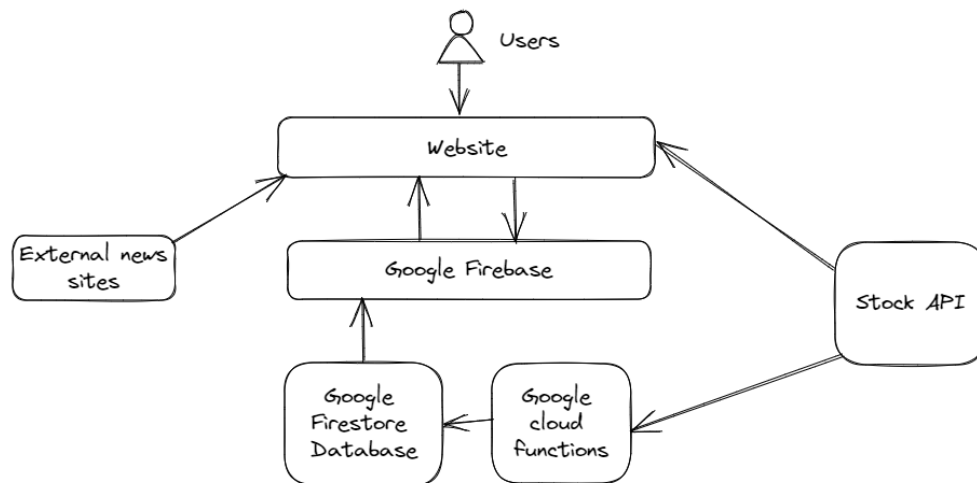 Users
Website
External news
sites
Google Firebase
Stock API
Google
Firestore
Database
Google
cloud
functions